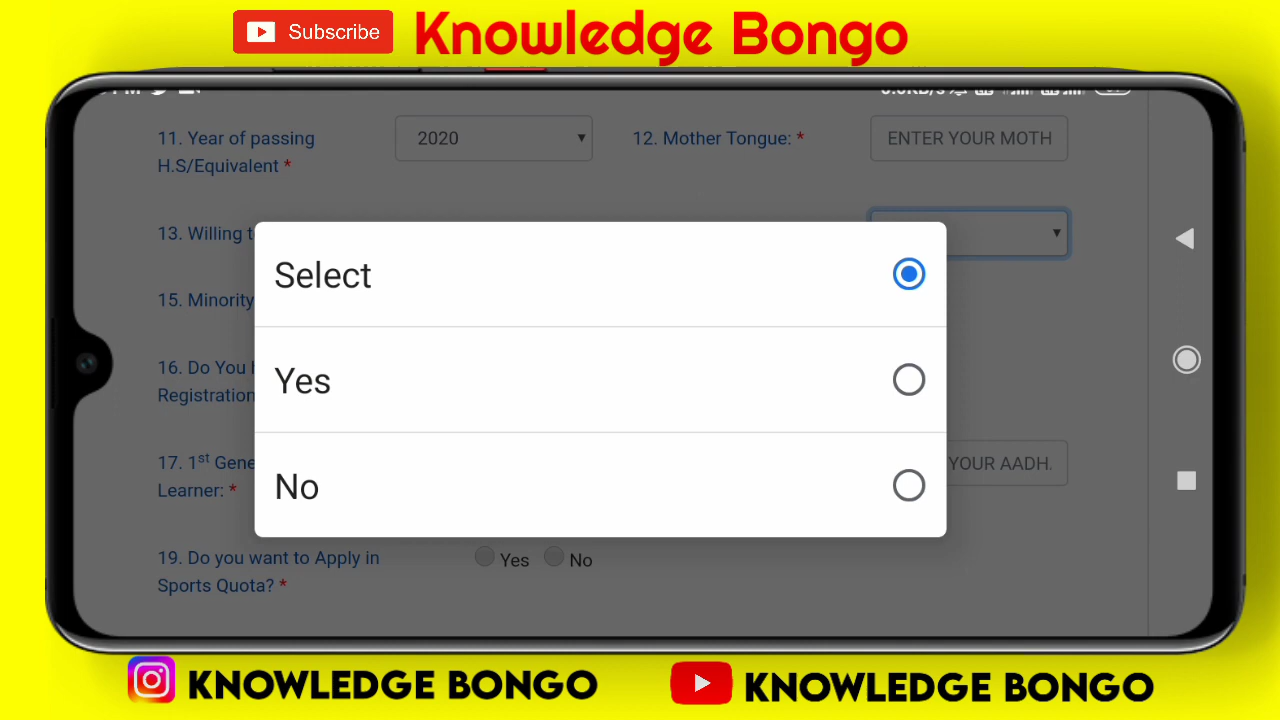 Subscribe Knowledge Bongo
11. Year of passing
H.S/Equivalent *
2020
12. Mother Tongue: *
ENTER YOUR MOTH
13. Willing
Select
15. Minority
Yes
16. Do You
Registration
17. 1st Gene
Learner: *
No
YOUR AADH.
19. Do you want to Apply in
Sports Quota? *
Yes No
KNOWLEDGE BONGO
KNOWLEDGE BONGO